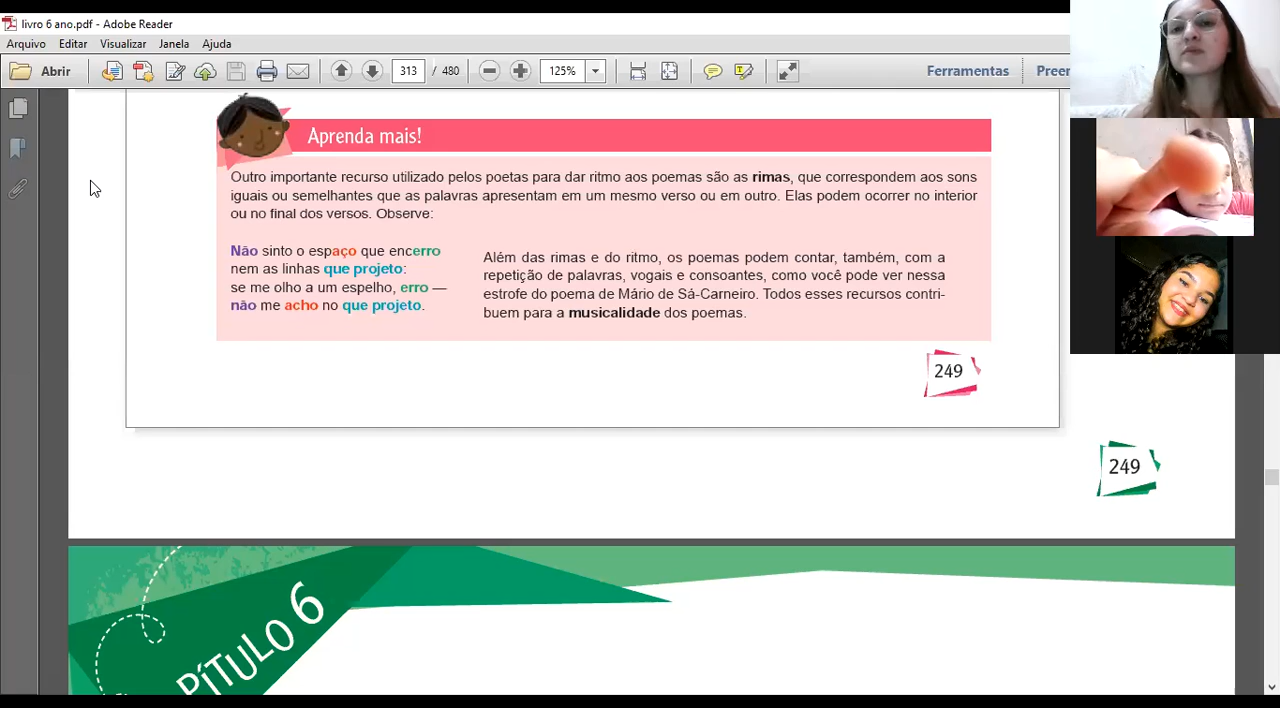 livro 6 ano.pdf - Adobe Reader
Arquivo Editar Visualizar Janela Ajuda
Abrir 313 / 480 125% Ferramentas Preer
Aprenda mais!
Outro importante recurso utilizado pelos poetas para dar ritmo aos poemas são as rimas, que correspondem aos sons
iguais ou semelhantes que as palavras apresentam em um mesmo verso ou em outro. Elas podem ocorrer no interior
ou no final dos versos. Observe:
Não sinto o espaço que encerro
nem as linhas que projeto:
se me olho a um espelho, erro —
não me acho no que projeto.
Além das rimas e do ritmo, os poemas podem contar, também, com a
repetição de palavras, vogais e consoantes, como você pode ver nessa
estrofe do poema de Mário de Sá-Carneiro. Todos esses recursos contri-
buem para a musicalidade dos poemas.
249
249
PÍTULO 6